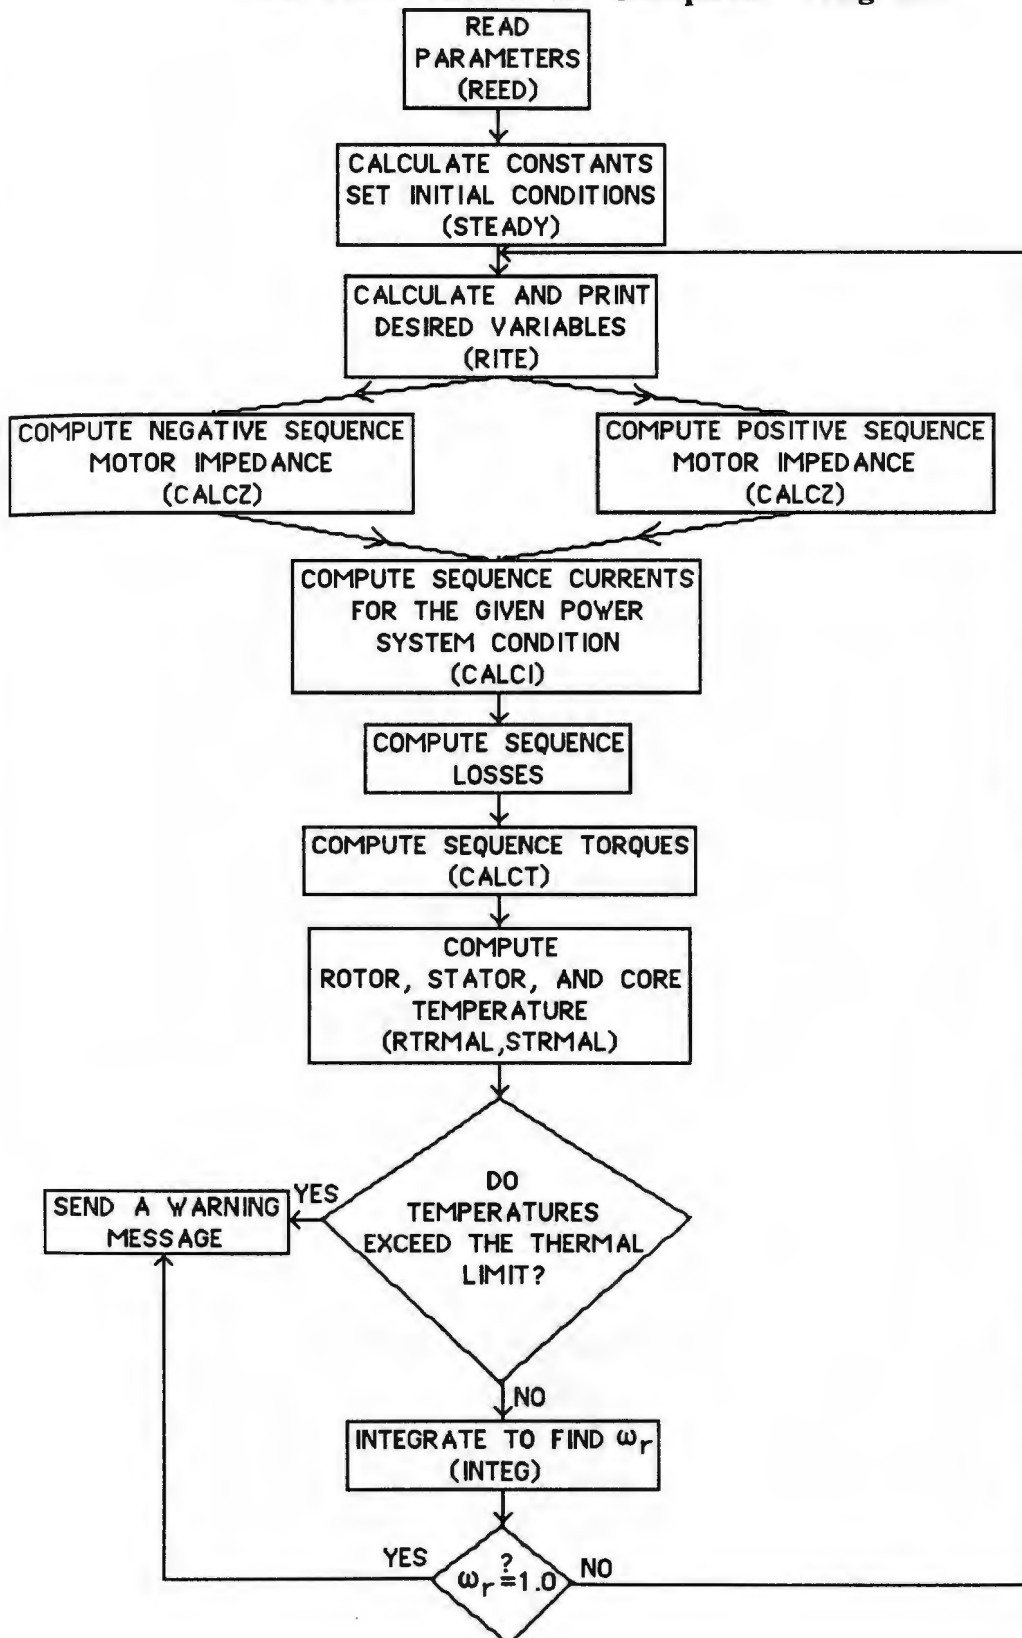 READ
PARAMETERS
(REED)
CALCULATE CONSTANTS
SET INITIAL CONDITIONS
(STEADY)
CALCULATE AND PRINT
DESIRED VARIABLES
(RITE)
COMPUTE NEGATIVE SEQUENCE
MOTOR IMPEDANCE
(CALCZ)
COMPUTE POSITIVE SEQUENCE
MOTOR IMPEDANCE
(CALCZ)
COMPUTE SEQUENCE CURRENTS
FOR THE GIVEN POWER
SYSTEM CONDITION
(CALCI)
COMPUTE SEQUENCE
LOSSES
COMPUTE SEQUENCE TORQUES
(CALCT)
COMPUTE
ROTOR, STATOR, AND CORE
TEMPERATURE
(RTRMAL,STRMAL)
DO
TEMPERATURES
EXCEED THE THERMAL
LIMIT?
YES
SEND A WARNING
MESSAGE
NO
INTEGRATE TO FIND ωr
(INTEG)
YES
ωr ?= 1.0
NO